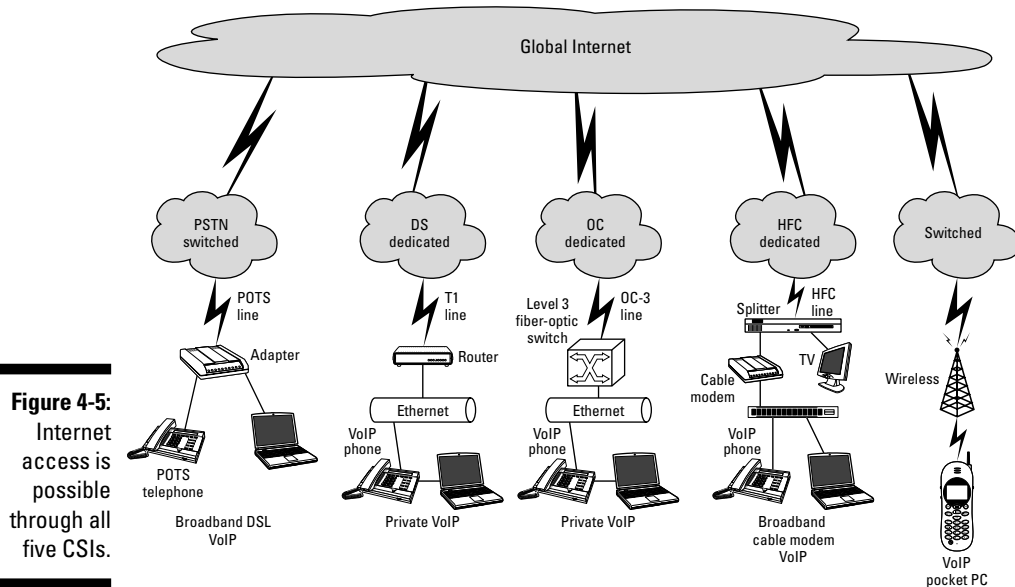 Global Internet
PSTN
switched
DS
dedicated
OC
dedicated
HFC
dedicated
Switched
POTS
line
T1
line
Level 3
fiber-optic
switch
OC-3
line
Splitter
HFC
line
Adapter
Router
Cable
modem
TV
Wireless
Ethernet
Ethernet
POTS
telephone
VoIP
phone
VoIP
phone
VoIP
phone
Broadband DSL
VoIP
Private VoIP
Private VoIP
Broadband
cable modem
VoIP
VoIP
pocket PC
Figure 4-5:
Internet
access is
possible
through all
five CSIs.